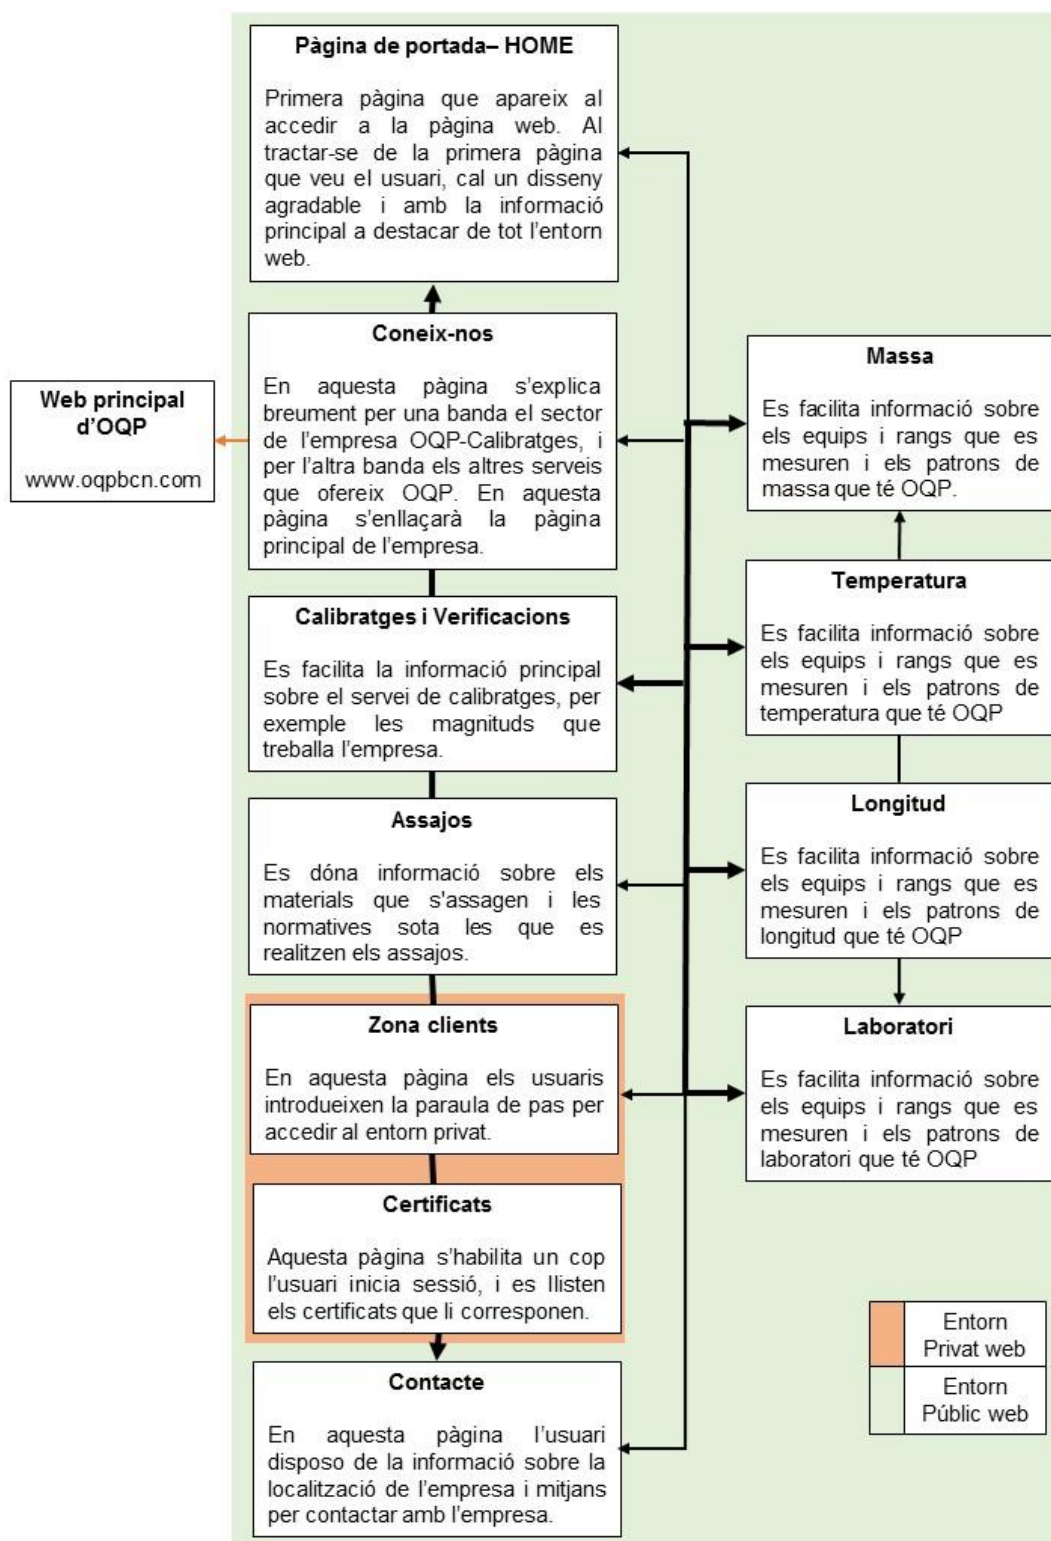 Pàgina de portada– HOME
Primera pàgina que apareix al
accedir a la pàgina web. Al
tractar-se de la primera pàgina
que veu el usuari, cal un disseny
agradable i amb la informació
principal a destacar de tot l’entorn
web.
Coneix-nos
En aquesta pàgina s’explica
breument per una banda el sector
de l’empresa OQP-Calibratges, i
per l’altra banda els altres serveis
que ofereix OQP. En aquesta
pàgina s’enllaçarà la pàgina
principal de l’empresa.
Web principal
d’OQP
www.oqpbcn.com
Calibratges i Verificacions
Es facilita la informació principal
sobre el servei de calibratges, per
exemple les magnituds que
treballa l’empresa.
Assajos
Es dóna informació sobre els
materials que s'assagen i les
normatives sota les que es
realitzen els assajos.
Zona clients
En aquesta pàgina els usuaris
introdueixen la paraula de pas per
accedir al entorn privat.
Certificats
Aquesta pàgina s’habilita un cop
l’usuari inicia sessió, i es llisten
els certificats que li corresponen.
Contacte
En aquesta pàgina l’usuari
disposo de la informació sobre la
localització de l’empresa i mitjans
per contactar amb l’empresa.
Massa
Es facilita informació sobre
els equips i rangs que es
mesuren i els patrons de
massa que té OQP.
Temperatura
Es facilita informació sobre
els equips i rangs que es
mesuren i els patrons de
temperatura que té OQP
Longitud
Es facilita informació sobre
els equips i rangs que es
mesuren i els patrons de
longitud que té OQP
Laboratori
Es facilita informació sobre
els equips i rangs que es
mesuren i els patrons de
laboratori que té OQP
Entorn
Privat web
Entorn
Públic web